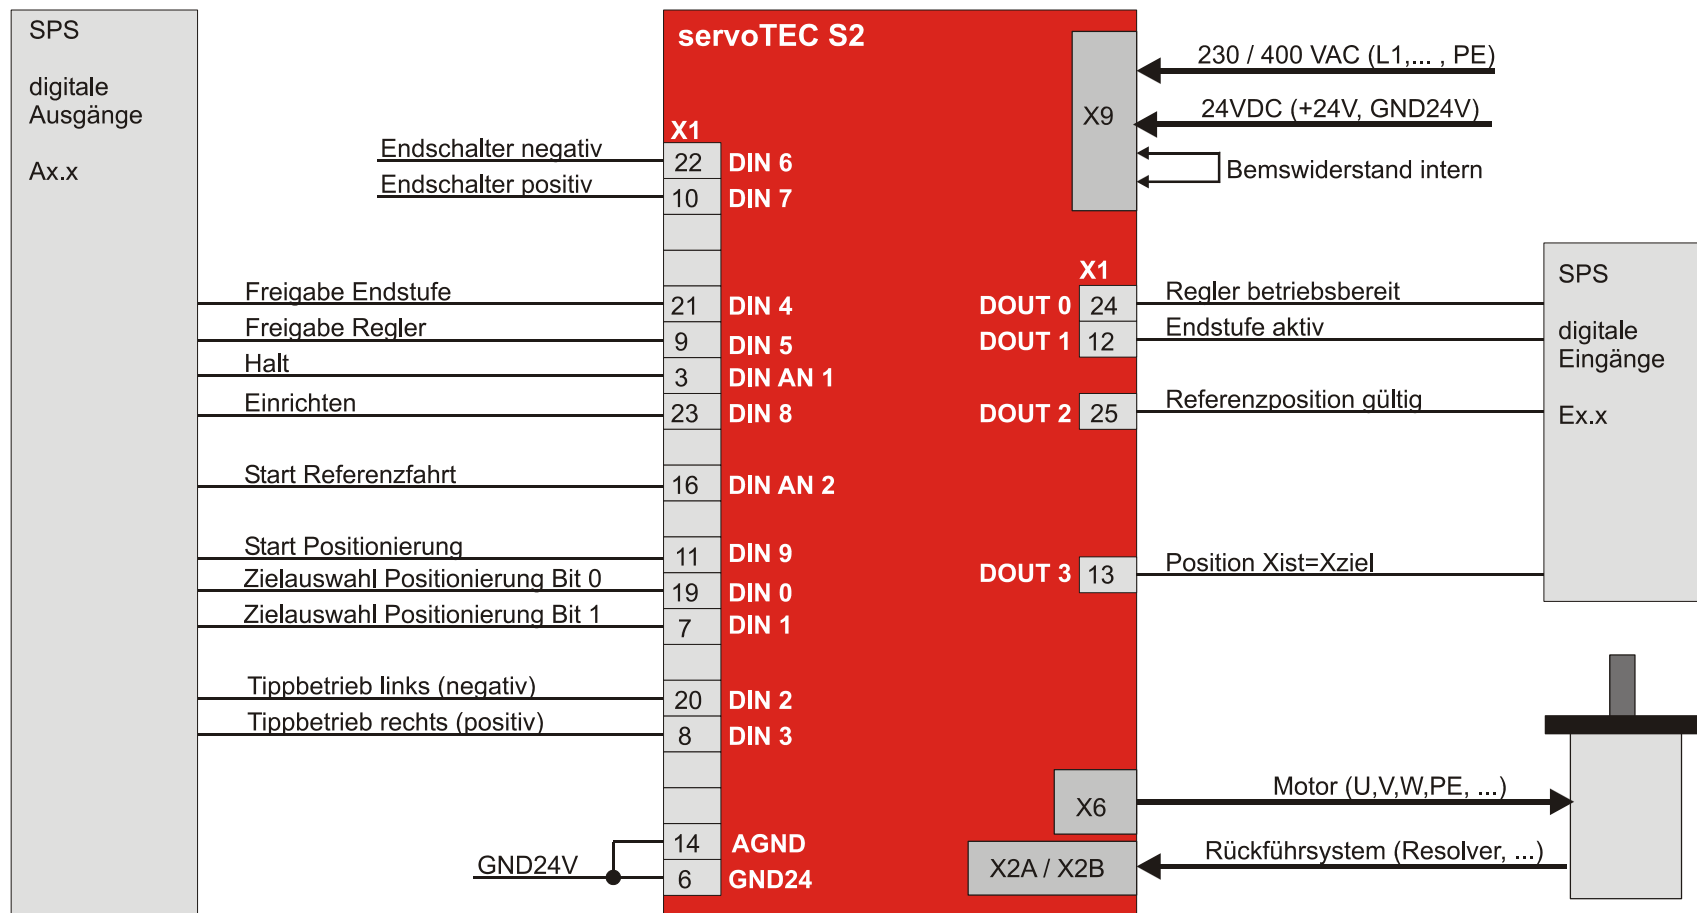 SPS
digitale
Ausgänge
Ax.x
servoTEC S2
X1
Endschalter negativ
22
DIN 6
Endschalter positiv
10
DIN 7
Freigabe Endstufe
21
DIN 4
Freigabe Regler
9
DIN 5
Halt
3
DIN AN 1
Einrichten
23
DIN 8
Start Referenzfahrt
16
DIN AN 2
Start Positionierung
11
DIN 9
Zielauswahl Positionierung Bit 0
19
DIN 0
Zielauswahl Positionierung Bit 1
7
DIN 1
Tippbetrieb links (negativ)
20
DIN 2
Tippbetrieb rechts (positiv)
8
DIN 3
14
AGND
GND24V
6
GND24
X9
230 / 400 VAC (L1,... , PE)
24VDC (+24V, GND24V)
Bemswiderstand intern
X1
DOUT 0
24
Regler betriebsbereit
DOUT 1
12
Endstufe aktiv
DOUT 2
25
Referenzposition gültig
DOUT 3
13
Position Xist=Xziel
SPS
digitale
Eingänge
Ex.x
X6
Motor (U,V,W,PE, ...)
X2A / X2B
Rückführsystem (Resolver, ...)